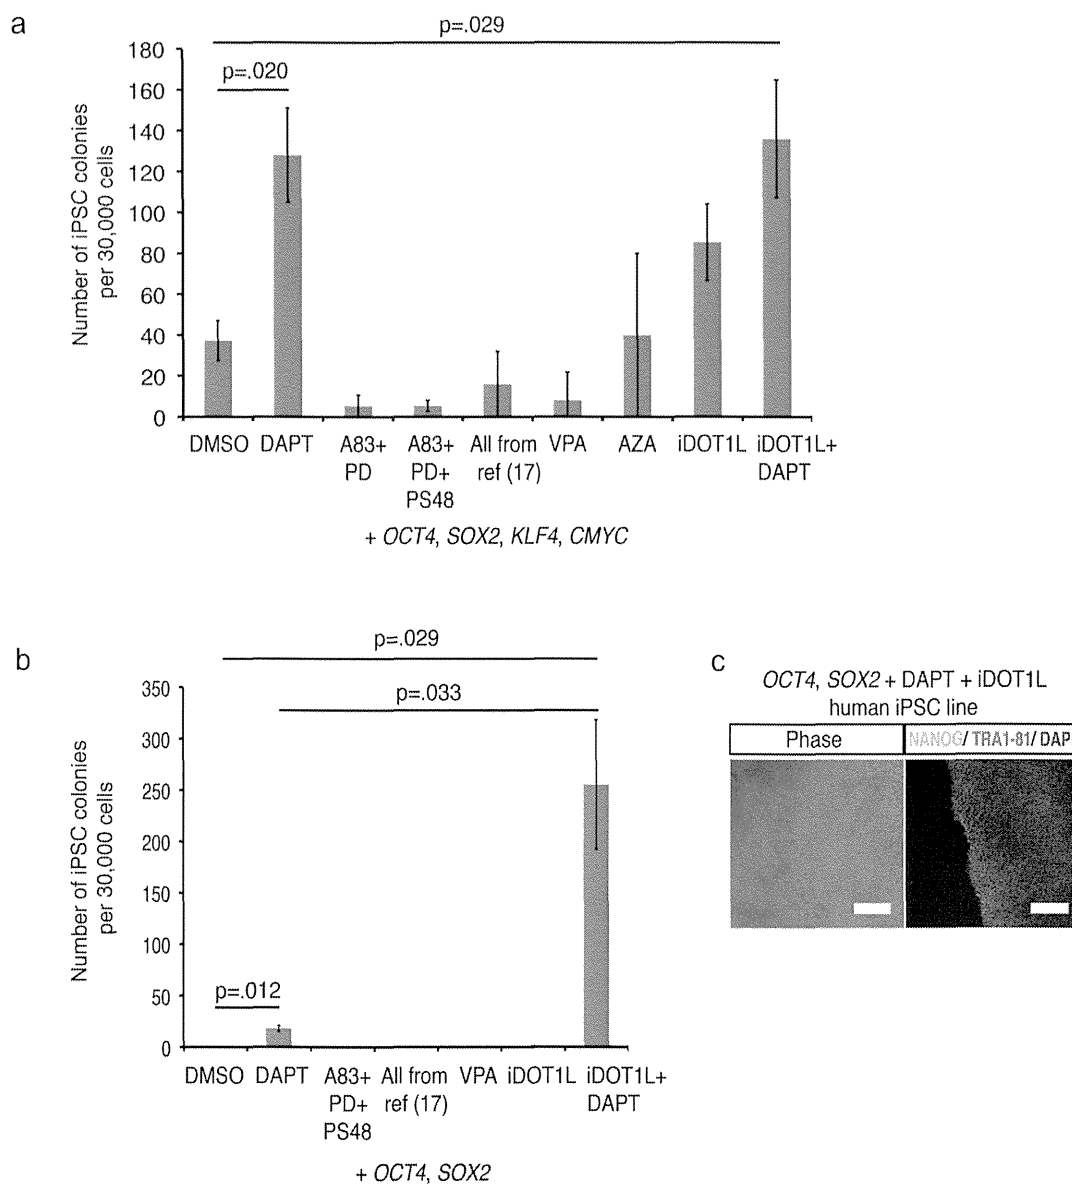 a
p=.029
p=.020
180
160
140
120
100
80
60
40
20
0
Number of iPSC colonies
per 30,000 cells
DMSO DAPT A83+ A83+ All from VPA AZA iDOT1L iDOT1L+
PD PD+ ref (17) DAPT
PS48
+ OCT4, SOX2, KLF4, CMYC
b
p=.029
p=.033
p=.012
350
300
250
200
150
100
50
0
Number of iPSC colonies
per 30,000 cells
DMSO DAPT A83+ All from VPA iDOT1L iDOT1L+
PD+ ref (17) DAPT
PS48
+ OCT4, SOX2
c
OCT4, SOX2 + DAPT + iDOT1L
human iPSC line
Phase
NANOG/ TRA1-81/ DAP